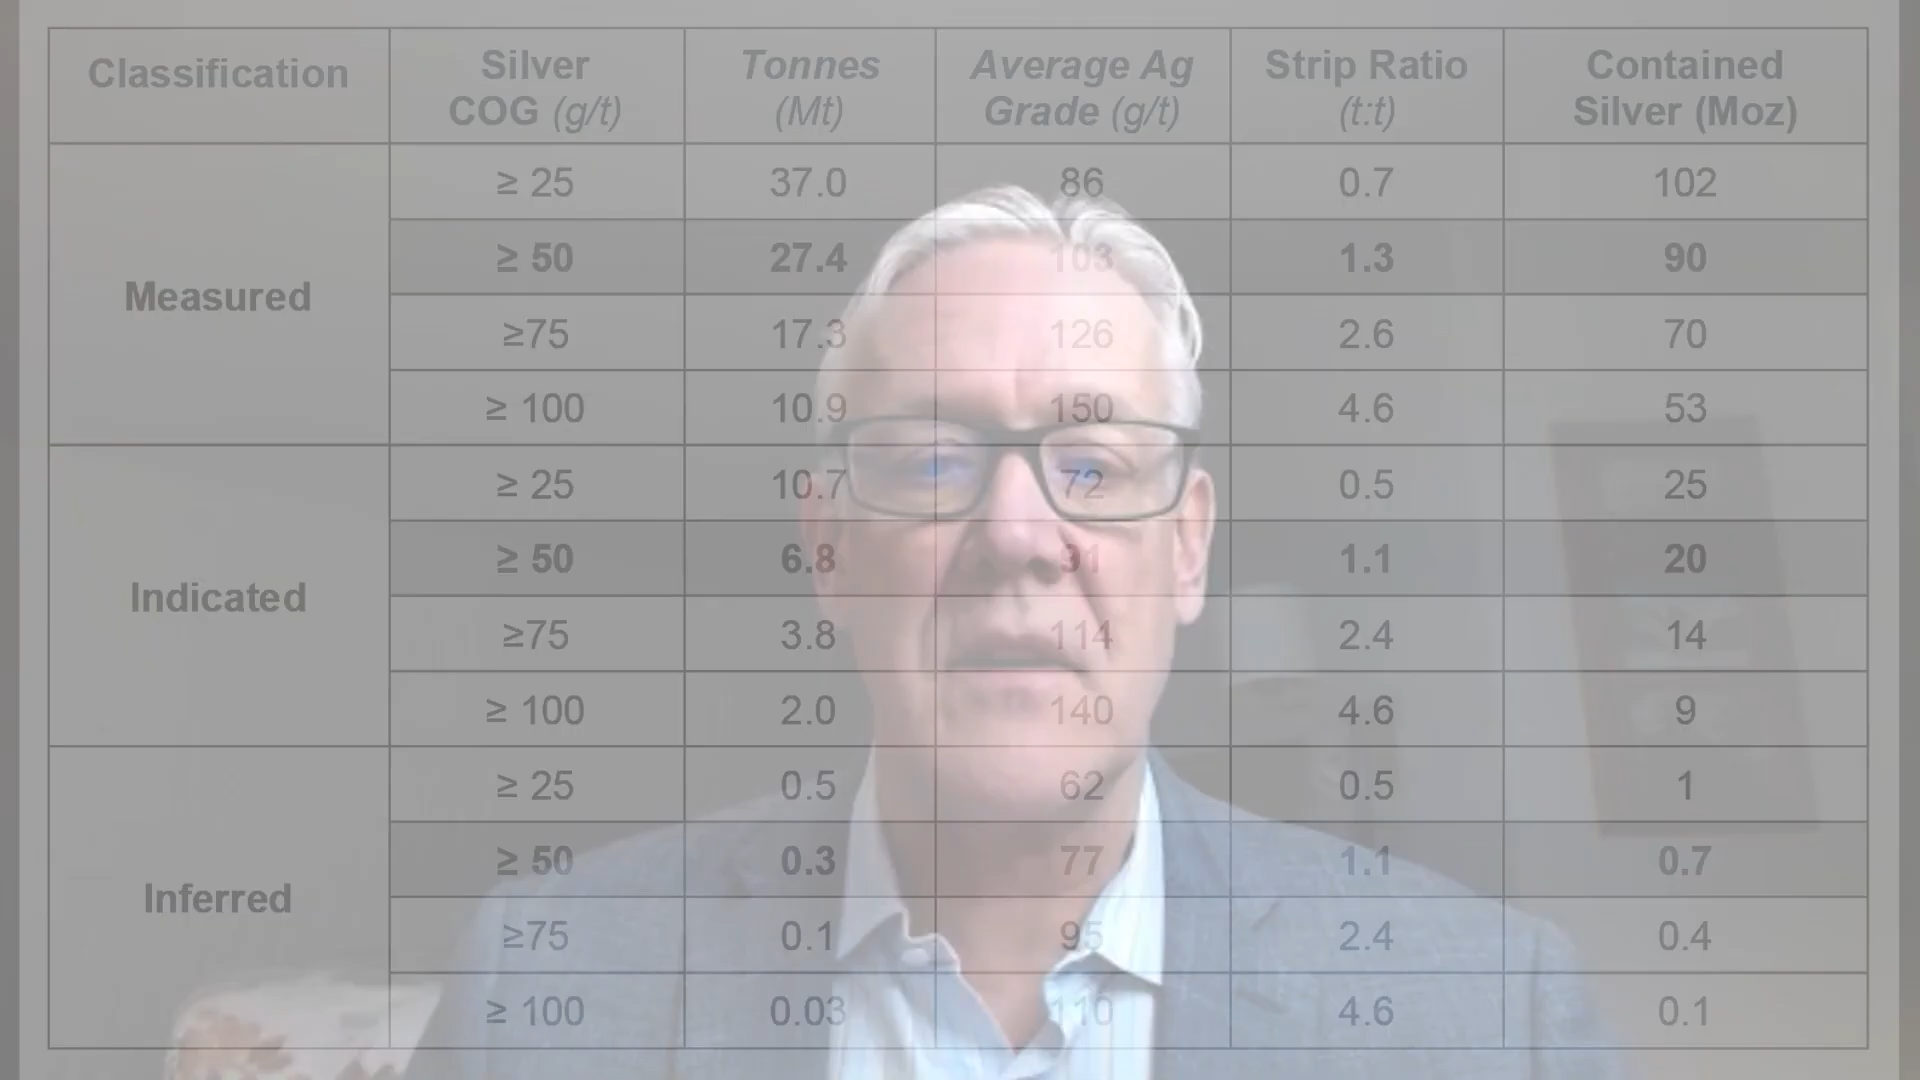 Classification Silver COG (g/t) Tonnes (Mt) Average Ag Grade (g/t) Strip Ratio (t:t) Contained Silver (Moz)
Measured
≥ 25 37.0 86 0.7 102
≥ 50 27.4 103 1.3 90
≥75 17.3 126 2.6 70
≥ 100 10.9 150 4.6 53
Indicated
≥ 25 10.7 72 0.5 25
≥ 50 6.8 91 1.1 20
≥75 3.8 114 2.4 14
≥ 100 2.0 140 4.6 9
Inferred
≥ 25 0.5 62 0.5 1
≥ 50 0.3 77 1.1 0.7
≥75 0.1 95 2.4 0.4
≥ 100 0.03 110 4.6 0.1